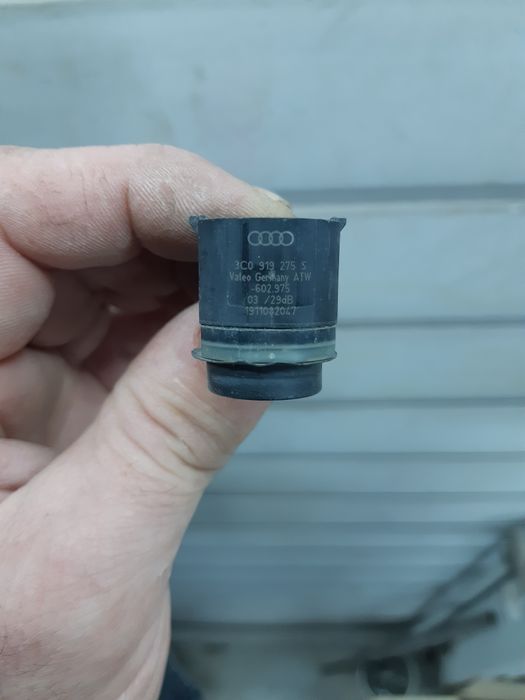 3C0 919 275 S
Valeo Germany ATW
-602.975
03 /29dB
1911082047